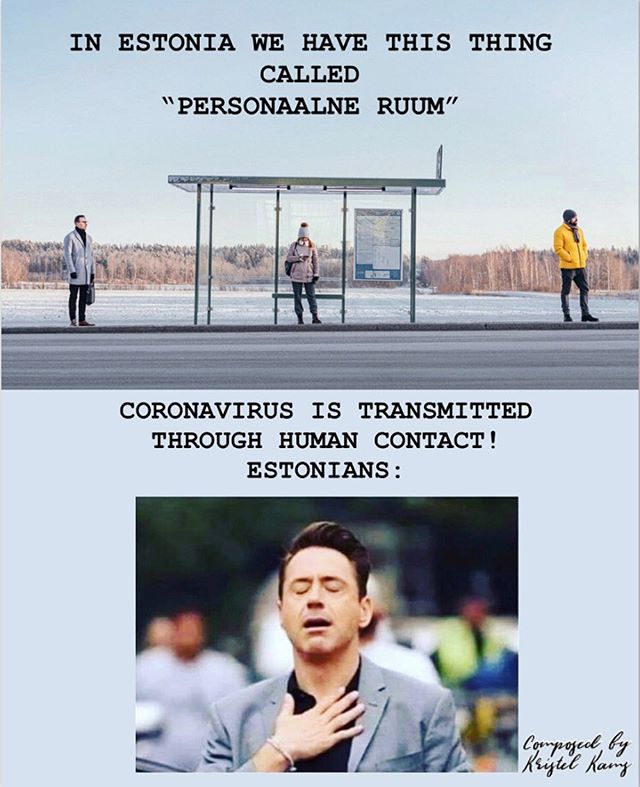 IN ESTONIA WE HAVE THIS THING
CALLED
“PERSONAALNE RUUM”
CORONAVIRUS IS TRANSMITTED
THROUGH HUMAN CONTACT!
ESTONIANS:
Composed by
Kristel Kams